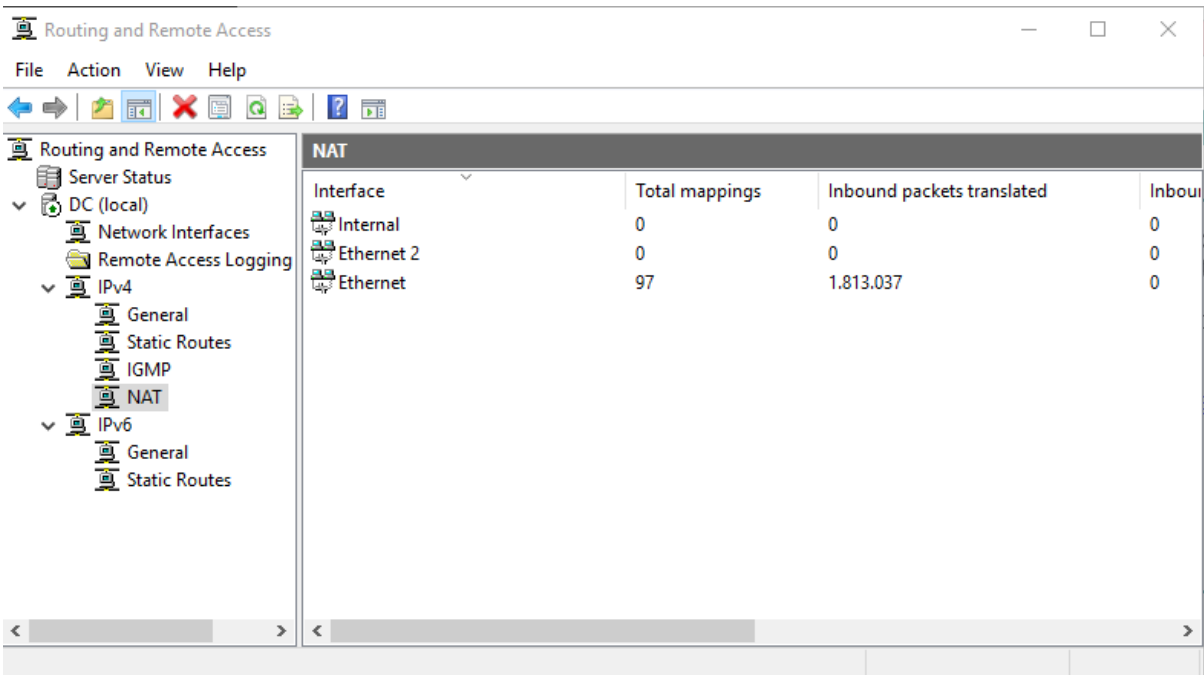 Routing and Remote Access
File Action View Help
Routing and Remote Access
Server Status
DC (local)
Network Interfaces
Remote Access Logging
IPv4
General
Static Routes
IGMP
NAT
IPv6
General
Static Routes
NAT
Interface Total mappings Inbound packets translated Inbou
Internal 0 0 0
Ethernet 2 0 0 0
Ethernet 97 1.813.037 0